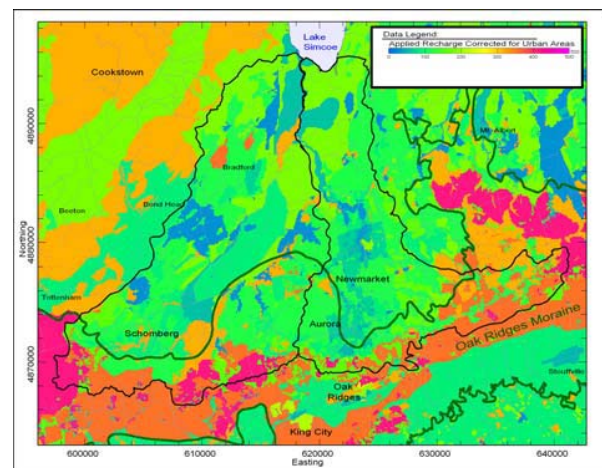 Lake
Simcoe
Data Legend:
Applied Recharge Corrected for Urban Areas
0 100 200 300 400 500
Cookstown
4890000
Mt. Albert
Bradford
Bond Head
Beeton
Northing
4880000
Newmarket
Tottenham
Schomberg
Aurora
Oak Ridges Moraine
4870000
Stouffville
Oak
Ridges
King City
600000 610000 620000 630000 640000
Easting